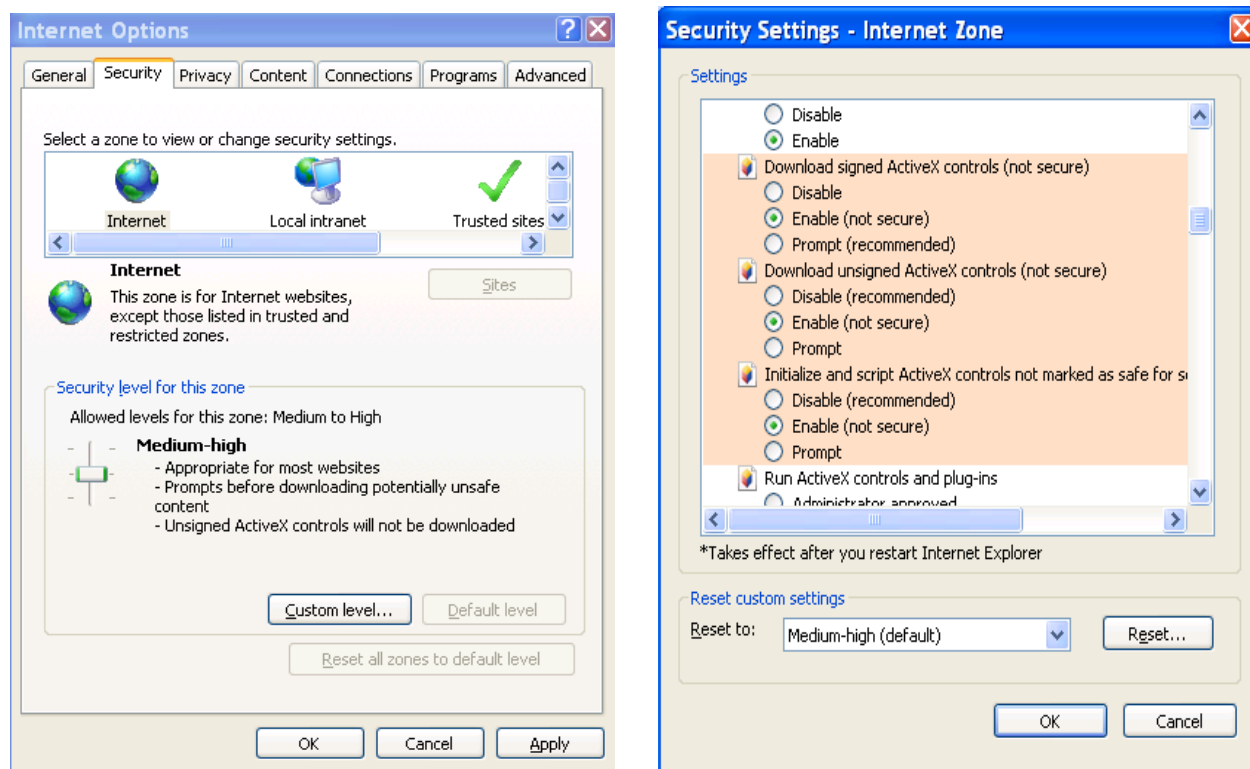 Internet Options
General Security Privacy Content Connections Programs Advanced
Select a zone to view or change security settings.
Internet Local intranet Trusted sites
Internet
Sites
This zone is for Internet websites,
except those listed in trusted and
restricted zones.
Security level for this zone
Allowed levels for this zone: Medium to High
Medium-high
- Appropriate for most websites
- Prompts before downloading potentially unsafe
content
- Unsigned ActiveX controls will not be downloaded
Custom level... Default level
Reset all zones to default level
OK Cancel Apply
Security Settings - Internet Zone
Settings
Disable
Enable
Download signed ActiveX controls (not secure)
Disable
Enable (not secure)
Prompt (recommended)
Download unsigned ActiveX controls (not secure)
Disable (recommended)
Enable (not secure)
Prompt
Initialize and script ActiveX controls not marked as safe for
Disable (recommended)
Enable (not secure)
Prompt
Run ActiveX controls and plug-ins
Administrator approved
*Takes effect after you restart Internet Explorer
Reset custom settings
Reset to: Medium-high (default) Reset...
OK Cancel